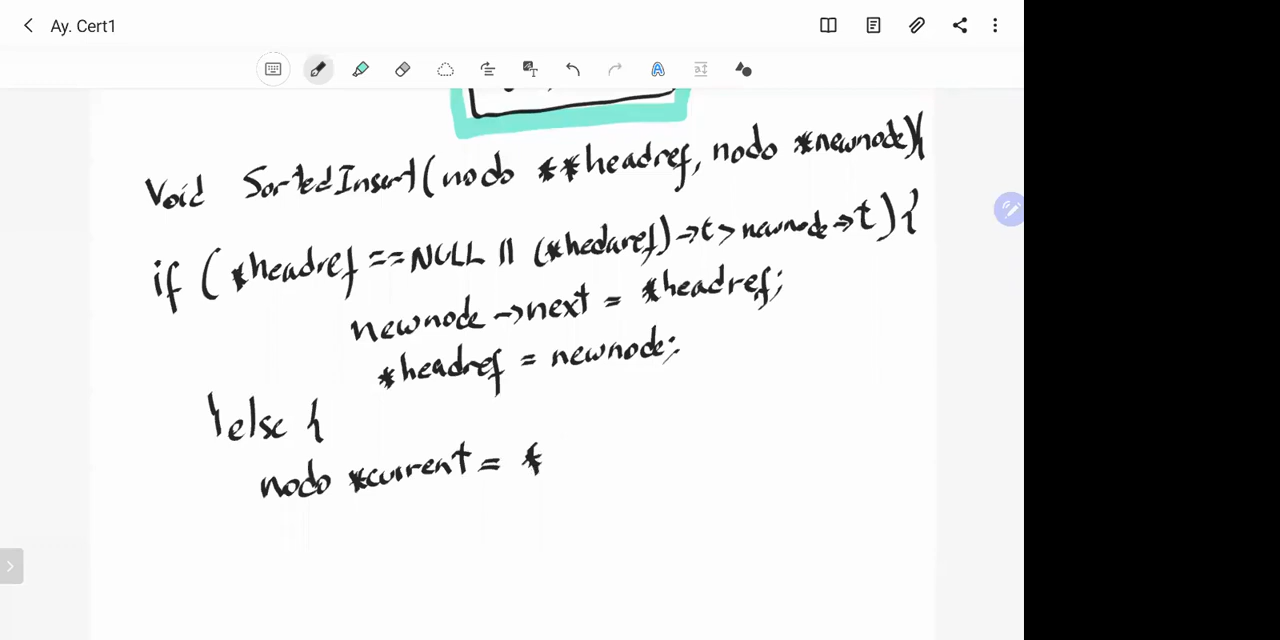 Ay. Cert1
Void SortedInsert(nodo **headref, nodo *newnode){
if (*headref ==NULL || (*hedaref)→t > newnode→t){
newnode→next = *headref;
*headref = newnode;
}else {
nodo *current = *